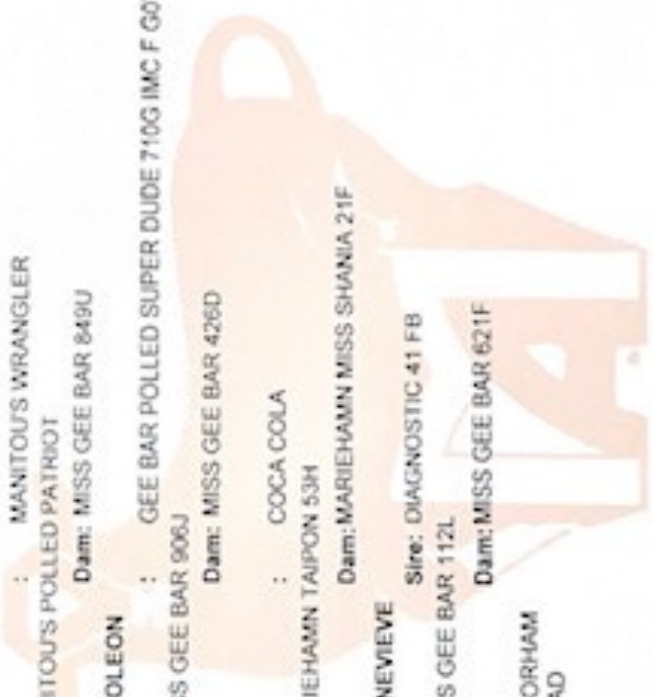 : MANITOU'S WRANGLER
ITOU'S POLLED PATRIOT
Dam: MISS GEE BAR 849U
OLEON
: GEE BAR POLLED SUPER DUDE 710G IMC F G0
SS GEE BAR 906J
Dam: MISS GEE BAR 426D
: COCA COLA
IEHAMN TAIPON 53H
Dam: MARIEHAMN MISS SHANIA 21F
NEVIEVE
Sire: DIAGNOSTIC 41 FB
S GEE BAR 112L
Dam: MISS GEE BAR 621F
ORHAM
AD